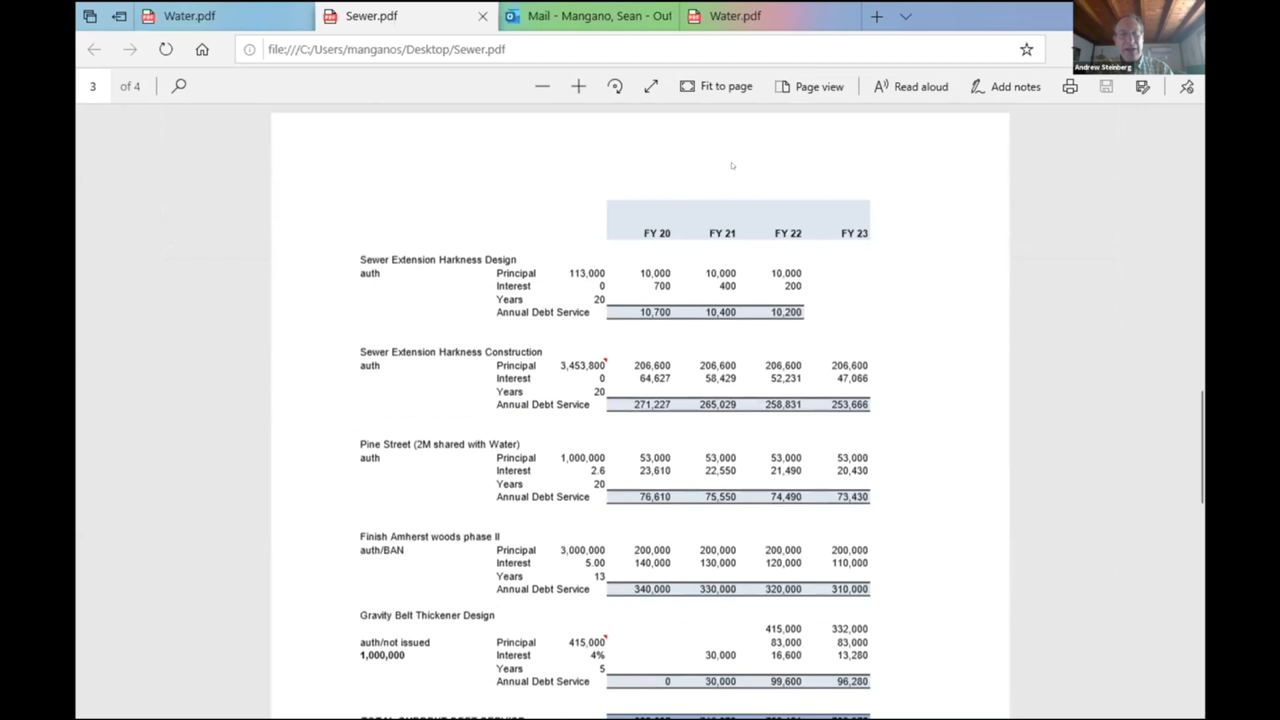 Water.pdf Sewer.pdf Mail - Mangano, Sean - Out Water.pdf
file:///C:/Users/manganos/Desktop/Sewer.pdf
Andrew Steinberg
3 of 4 Fit to page Page view Read aloud Add notes
FY 20 FY 21 FY 22 FY 23
Sewer Extension Harkness Design
auth Principal 113,000 10,000 10,000 10,000
Interest 0 700 400 200
Years 20
Annual Debt Service 10,700 10,400 10,200
Sewer Extension Harkness Construction
auth Principal 3,453,800 206,600 206,600 206,600 206,600
Interest 0 64,627 58,429 52,231 47,066
Years 20
Annual Debt Service 271,227 265,029 258,831 253,666
Pine Street (2M shared with Water)
auth Principal 1,000,000 53,000 53,000 53,000 53,000
Interest 2.6 23,610 22,550 21,490 20,430
Years 20
Annual Debt Service 76,610 75,550 74,490 73,430
Finish Amherst woods phase II
auth/BAN Principal 3,000,000 200,000 200,000 200,000 200,000
Interest 5.00 140,000 130,000 120,000 110,000
Years 13
Annual Debt Service 340,000 330,000 320,000 310,000
Gravity Belt Thickener Design
415,000 332,000
auth/not issued Principal 415,000 83,000 83,000
1,000,000 Interest 4% 30,000 16,600 13,280
Years 5
Annual Debt Service 0 30,000 99,600 96,280